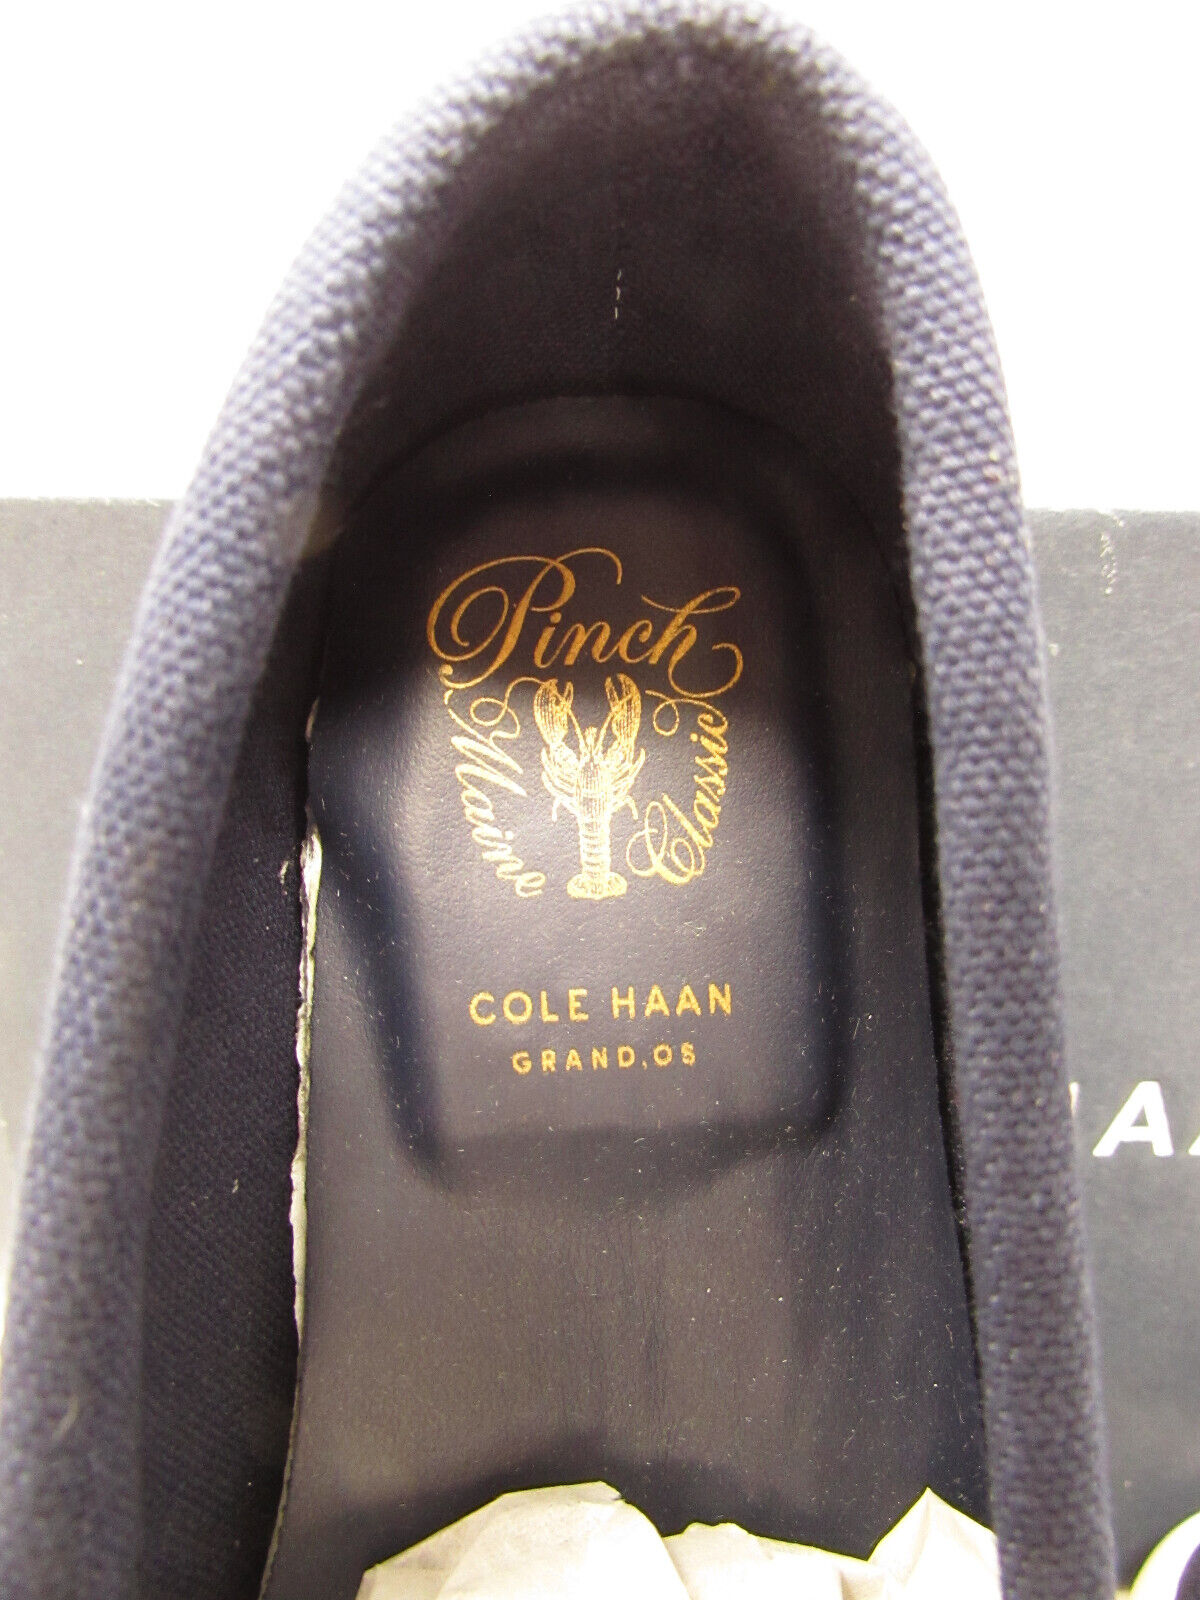 Pinch
Maine Classic
COLE HAAN
GRAND.OS